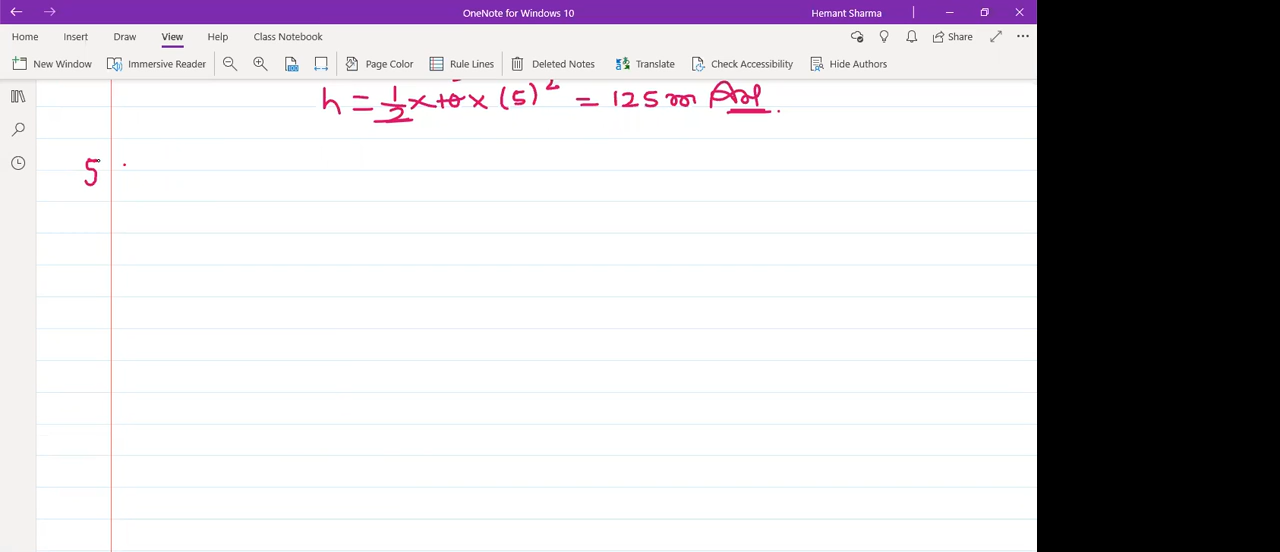 OneNote for Windows 10
Hemant Sharma
Home Insert Draw View Help Class Notebook Share
New Window Immersive Reader Page Color Rule Lines Deleted Notes Translate Check Accessibility Hide Authors
h = 1/2 x 10 x (5)² = 125 m Ans.
5